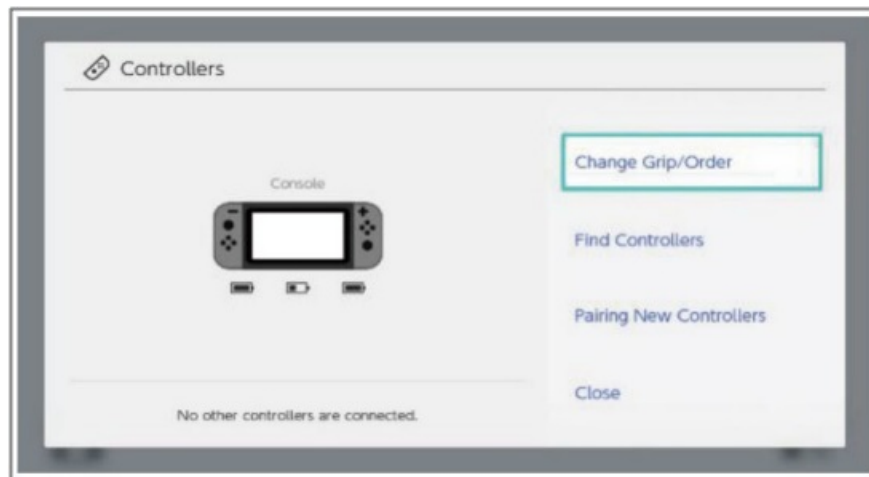 Controllers
Console
Change Grip/Order
Find Controllers
Pairing New Controllers
Close
No other controllers are connected.